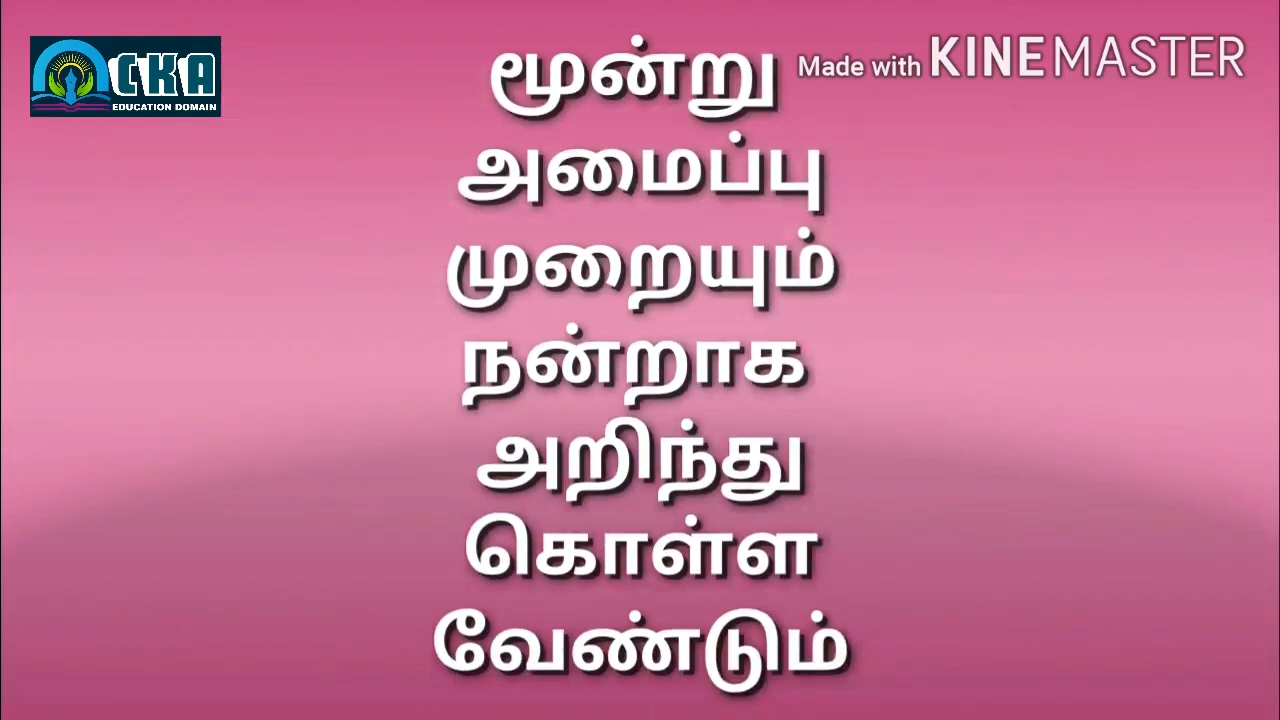 CKA
EDUCATION DOMAIN
Made with KINEMASTER
மூன்று
அமைப்பு
முறையும்
நன்றாக
அறிந்து
கொள்ள
வேண்டும்